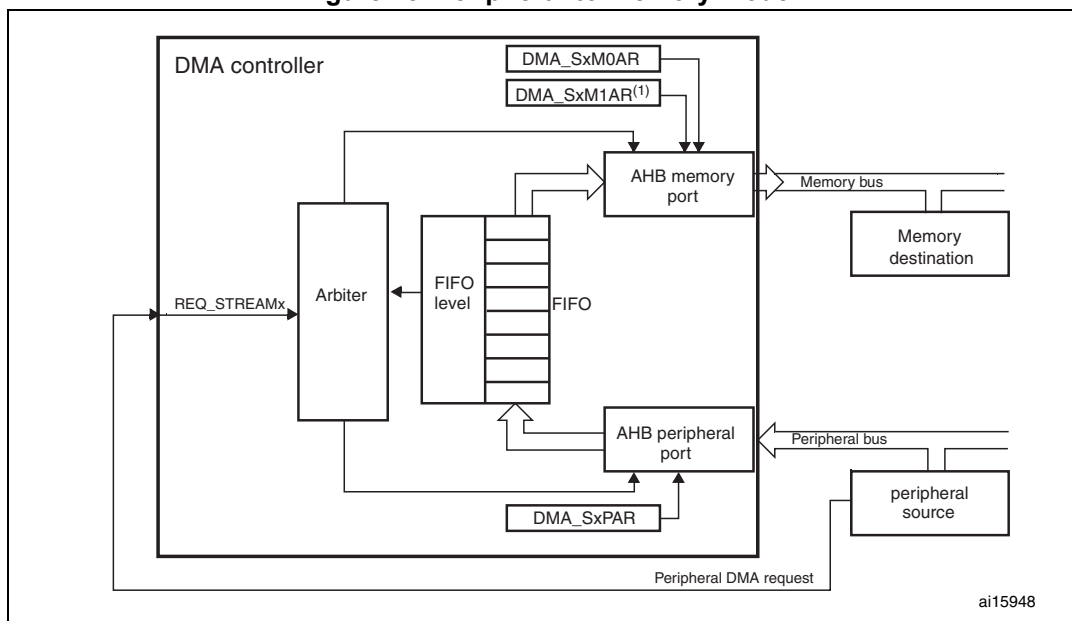 DMA controller
DMA_SxM0AR
DMA_SxM1AR(1)
AHB memory
port
Memory bus
Memory
destination
Arbiter
FIFO
level
FIFO
REQ_STREAMx
AHB peripheral
port
Peripheral bus
peripheral
source
DMA_SxPAR
Peripheral DMA request
ai15948